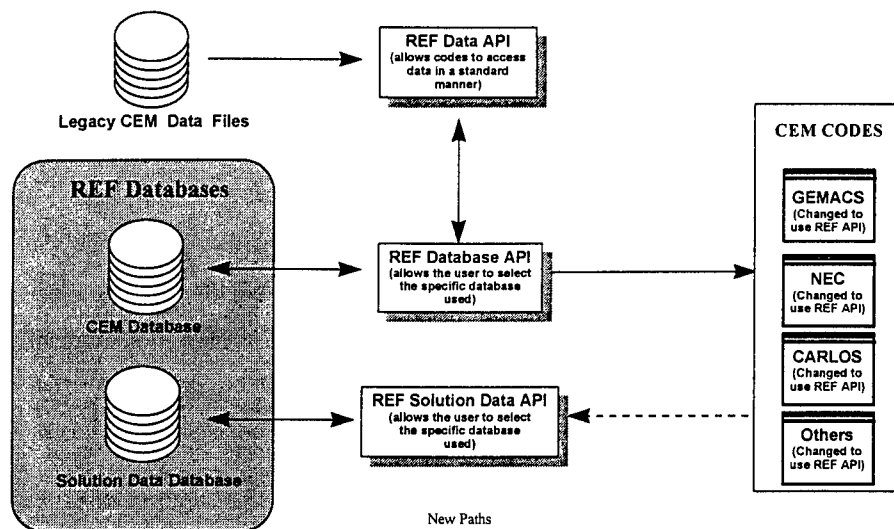 REF Data API
(allows codes to access
data in a standard
manner)
Legacy CEM Data Files
CEM CODES
REF Databases
GEMACS
(Changed to
use REF API)
REF Database API
(allows the user to select
the specific database
used)
CEM Database
NEC
(Changed to
use REF API)
CARLOS
(Changed to
use REF API)
REF Solution Data API
(allows the user to select
the specific database
used)
Others
(Changed to
use REF API)
Solution Data Database
New Paths